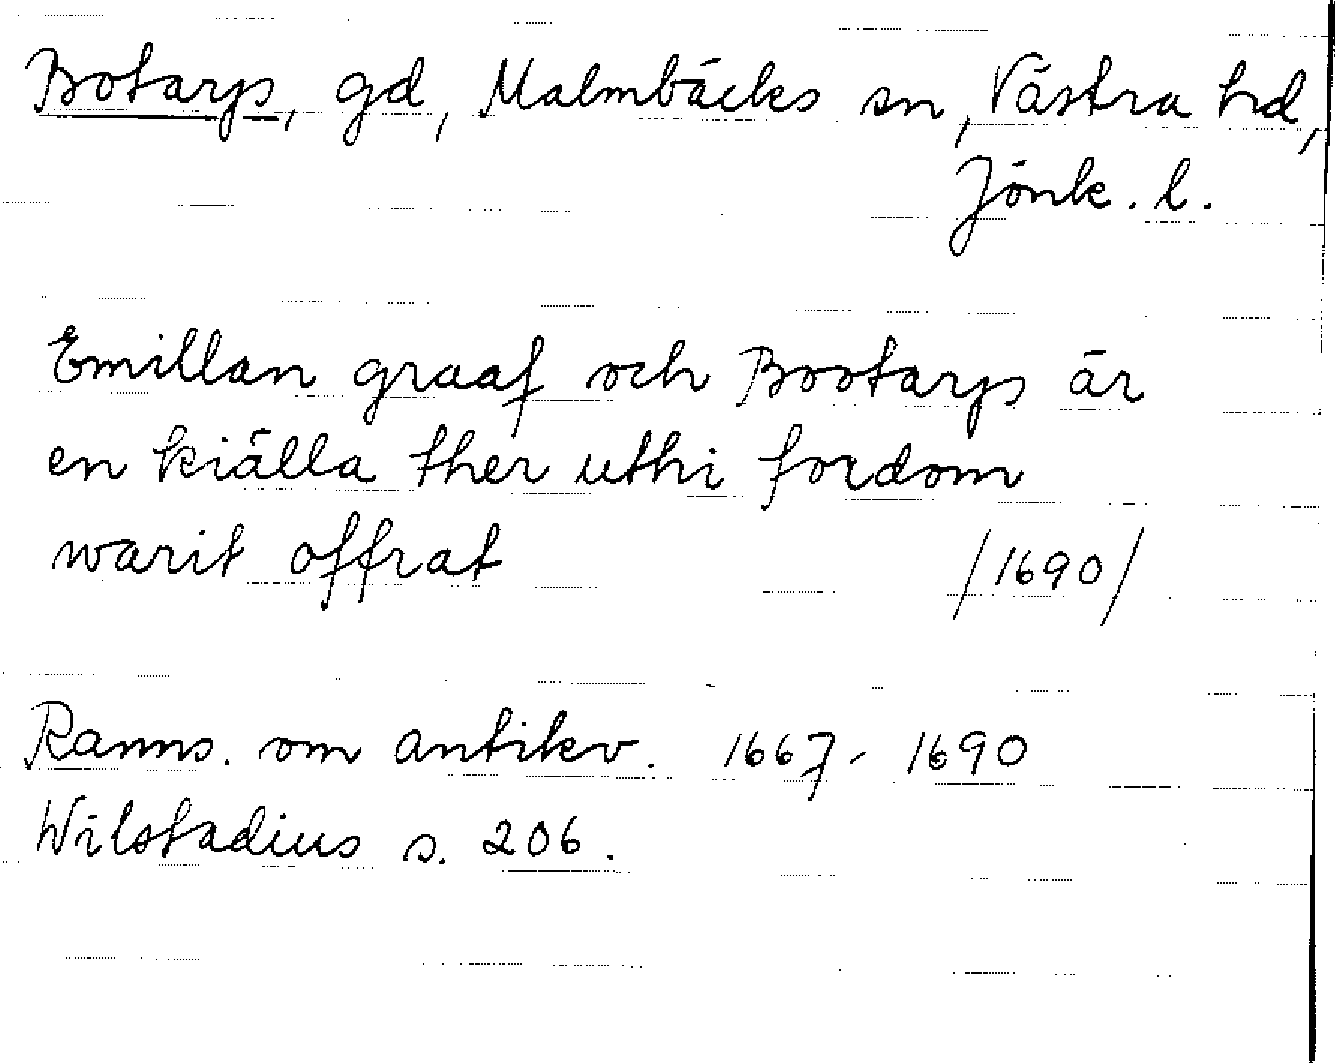 Botarp, gd, Malmbäcks sn, Västra hd,
Jönk. l.
Emillan graaf och Bootarp är
en kiälla ther uthi fordom
warit offrat /1690/
Ranns. om antikv. 1667- 1690
Wilstadius s. 206.